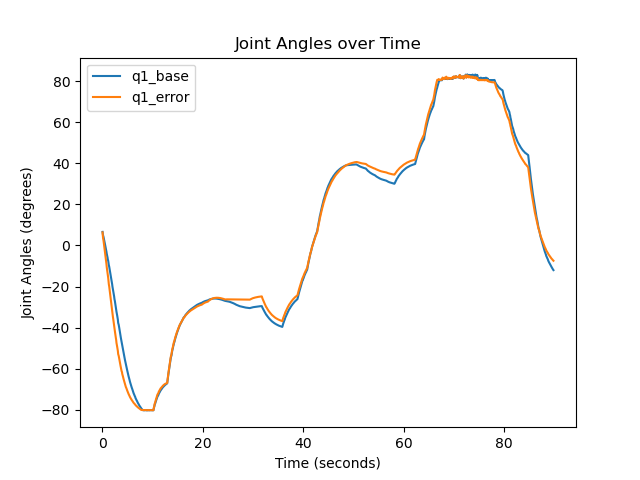 Joint Angles over Time
q1_base
q1_error
Joint Angles (degrees)
80
60
40
20
0
−20
−40
−60
−80
0
20
40
60
80
Time (seconds)